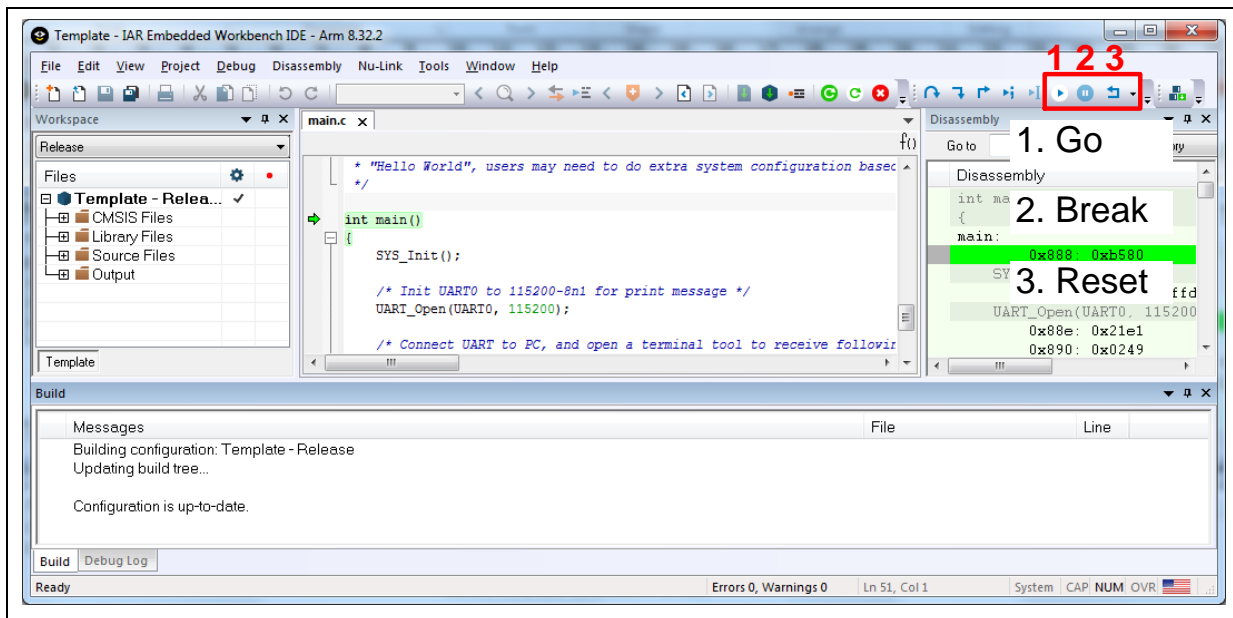 Template - IAR Embedded Workbench IDE - Arm 8.32.2
File Edit View Project Debug Disassembly Nu-Link Tools Window Help
1 2 3
Workspace
Release
Files
Template - Relea...
CMSIS Files
Library Files
Source Files
Output
Template
main.c
f()
* "Hello World", users may need to do extra system configuration based
*/
int main()
{
SYS_Init();
/* Init UART0 to 115200-8n1 for print message */
UART_Open(UART0, 115200);
/* Connect UART to PC, and open a terminal tool to receive followin
Disassembly
Go to
Disassembly
int ma
{
main:
0x888: 0xb580
SY
ffd
UART_Open(UART0, 115200
0x88e: 0x21e1
0x890: 0x0249
1. Go
2. Break
3. Reset
Build
Messages File Line
Building configuration: Template - Release
Updating build tree...
Configuration is up-to-date.
Build Debug Log
Ready Errors 0, Warnings 0 Ln 51, Col 1 System CAP NUM OVR